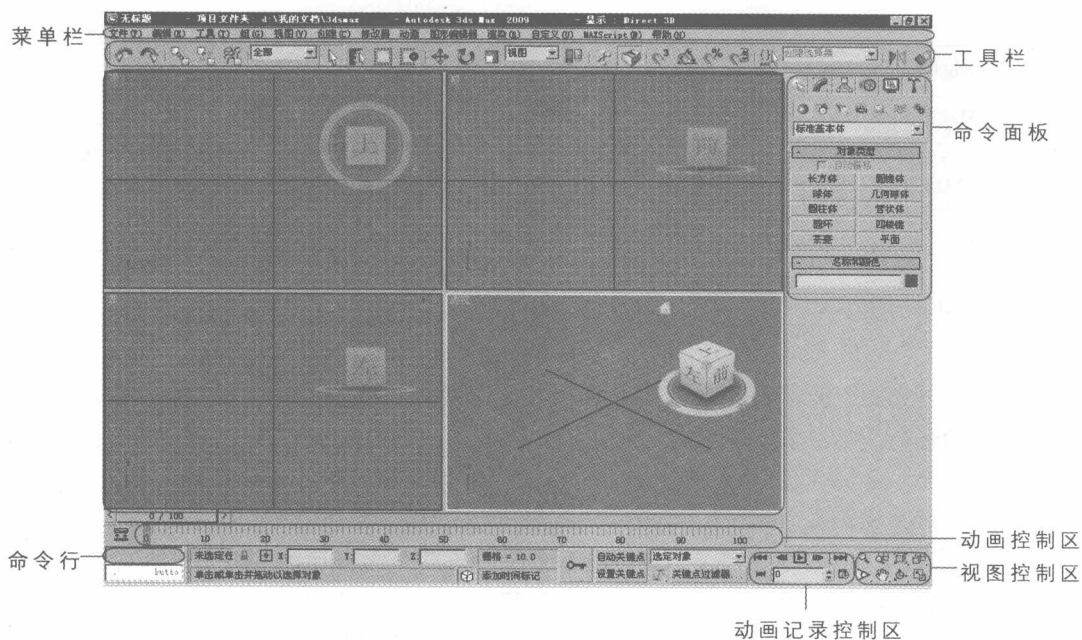 无标题 - 项目文件夹: d:\我的文档\3dsmax - Autodesk 3ds Max 2009 - 显示 : Direct 3D
菜单栏
文件(F) 编辑(E) 工具(T) 组(G) 视图(V) 创建(C) 修改器 动画 图形编辑器 渲染(R) 自定义(U) MAXScript(M) 帮助(H)
全部
视图
创建选择集
工具栏
上
前
左
上
左
前
命令面板
标准基本体
- 对象类型
自动栅格
长方体 圆锥体
球体 几何球体
圆柱体 管状体
圆环 四棱锥
茶壶 平面
- 名称和颜色
< 0 / 100 >
0 10 20 30 40 50 60 70 80 90 100
动画控制区
命令行
未选定任 X: Y: Z: 栅格 = 10.0
自动关键点 选定对象
单击或单击并拖动以选择对象
添加时间标记
设置关键点 关键点过滤器
0
视图控制区
动画记录控制区